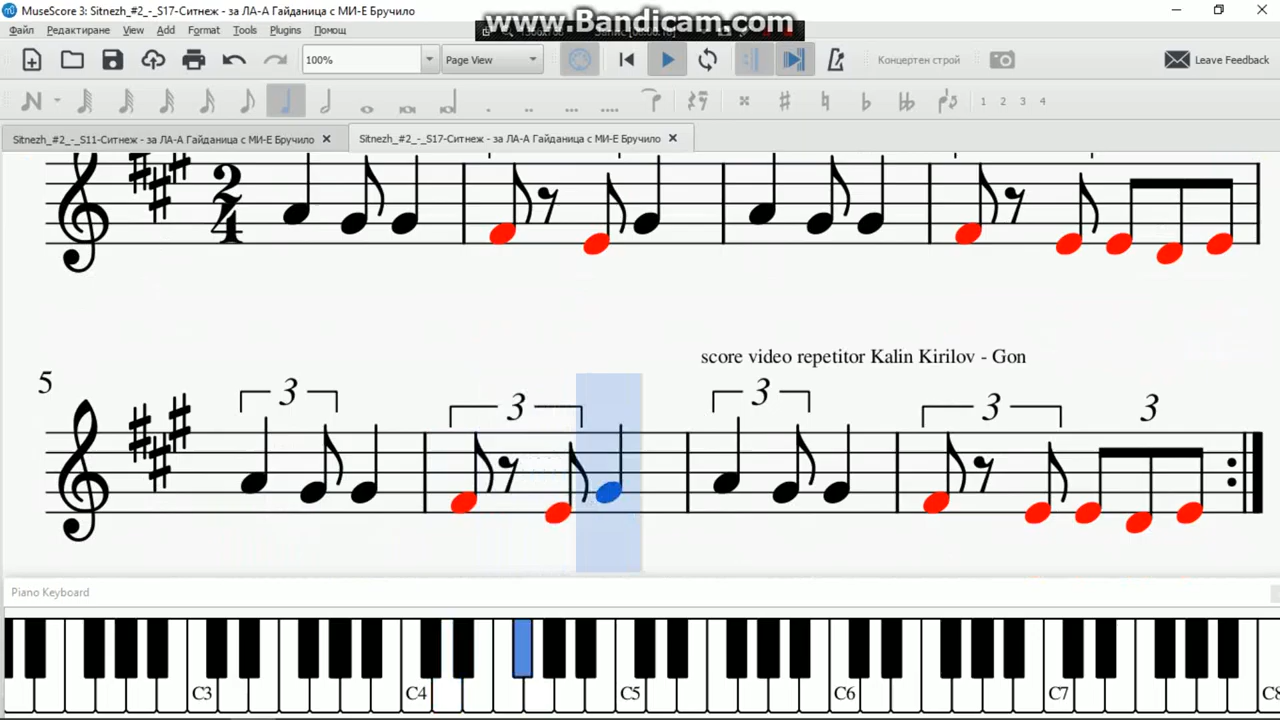 MuseScore 3: Sitnezh_#2_-_S17-Ситнеж - за ЛА-А Гайданица с МИ-Е Бручило
www.Bandicam.com
Файл Редактиране View Add Format Tools Plugins Помощ
100% Page View Концертен строй Leave Feedback
1 2 3 4
Sitnezh_#2_-_S11-Ситнеж - за ЛА-А Гайданица с МИ-Е Бручило
Sitnezh_#2_-_S17-Ситнеж - за ЛА-А Гайданица с МИ-Е Бручило
2
4
score video repetitor Kalin Kirilov - Gon
5
3 3 3 3 3
Piano Keyboard
C3 C4 C5 C6 C7 C8